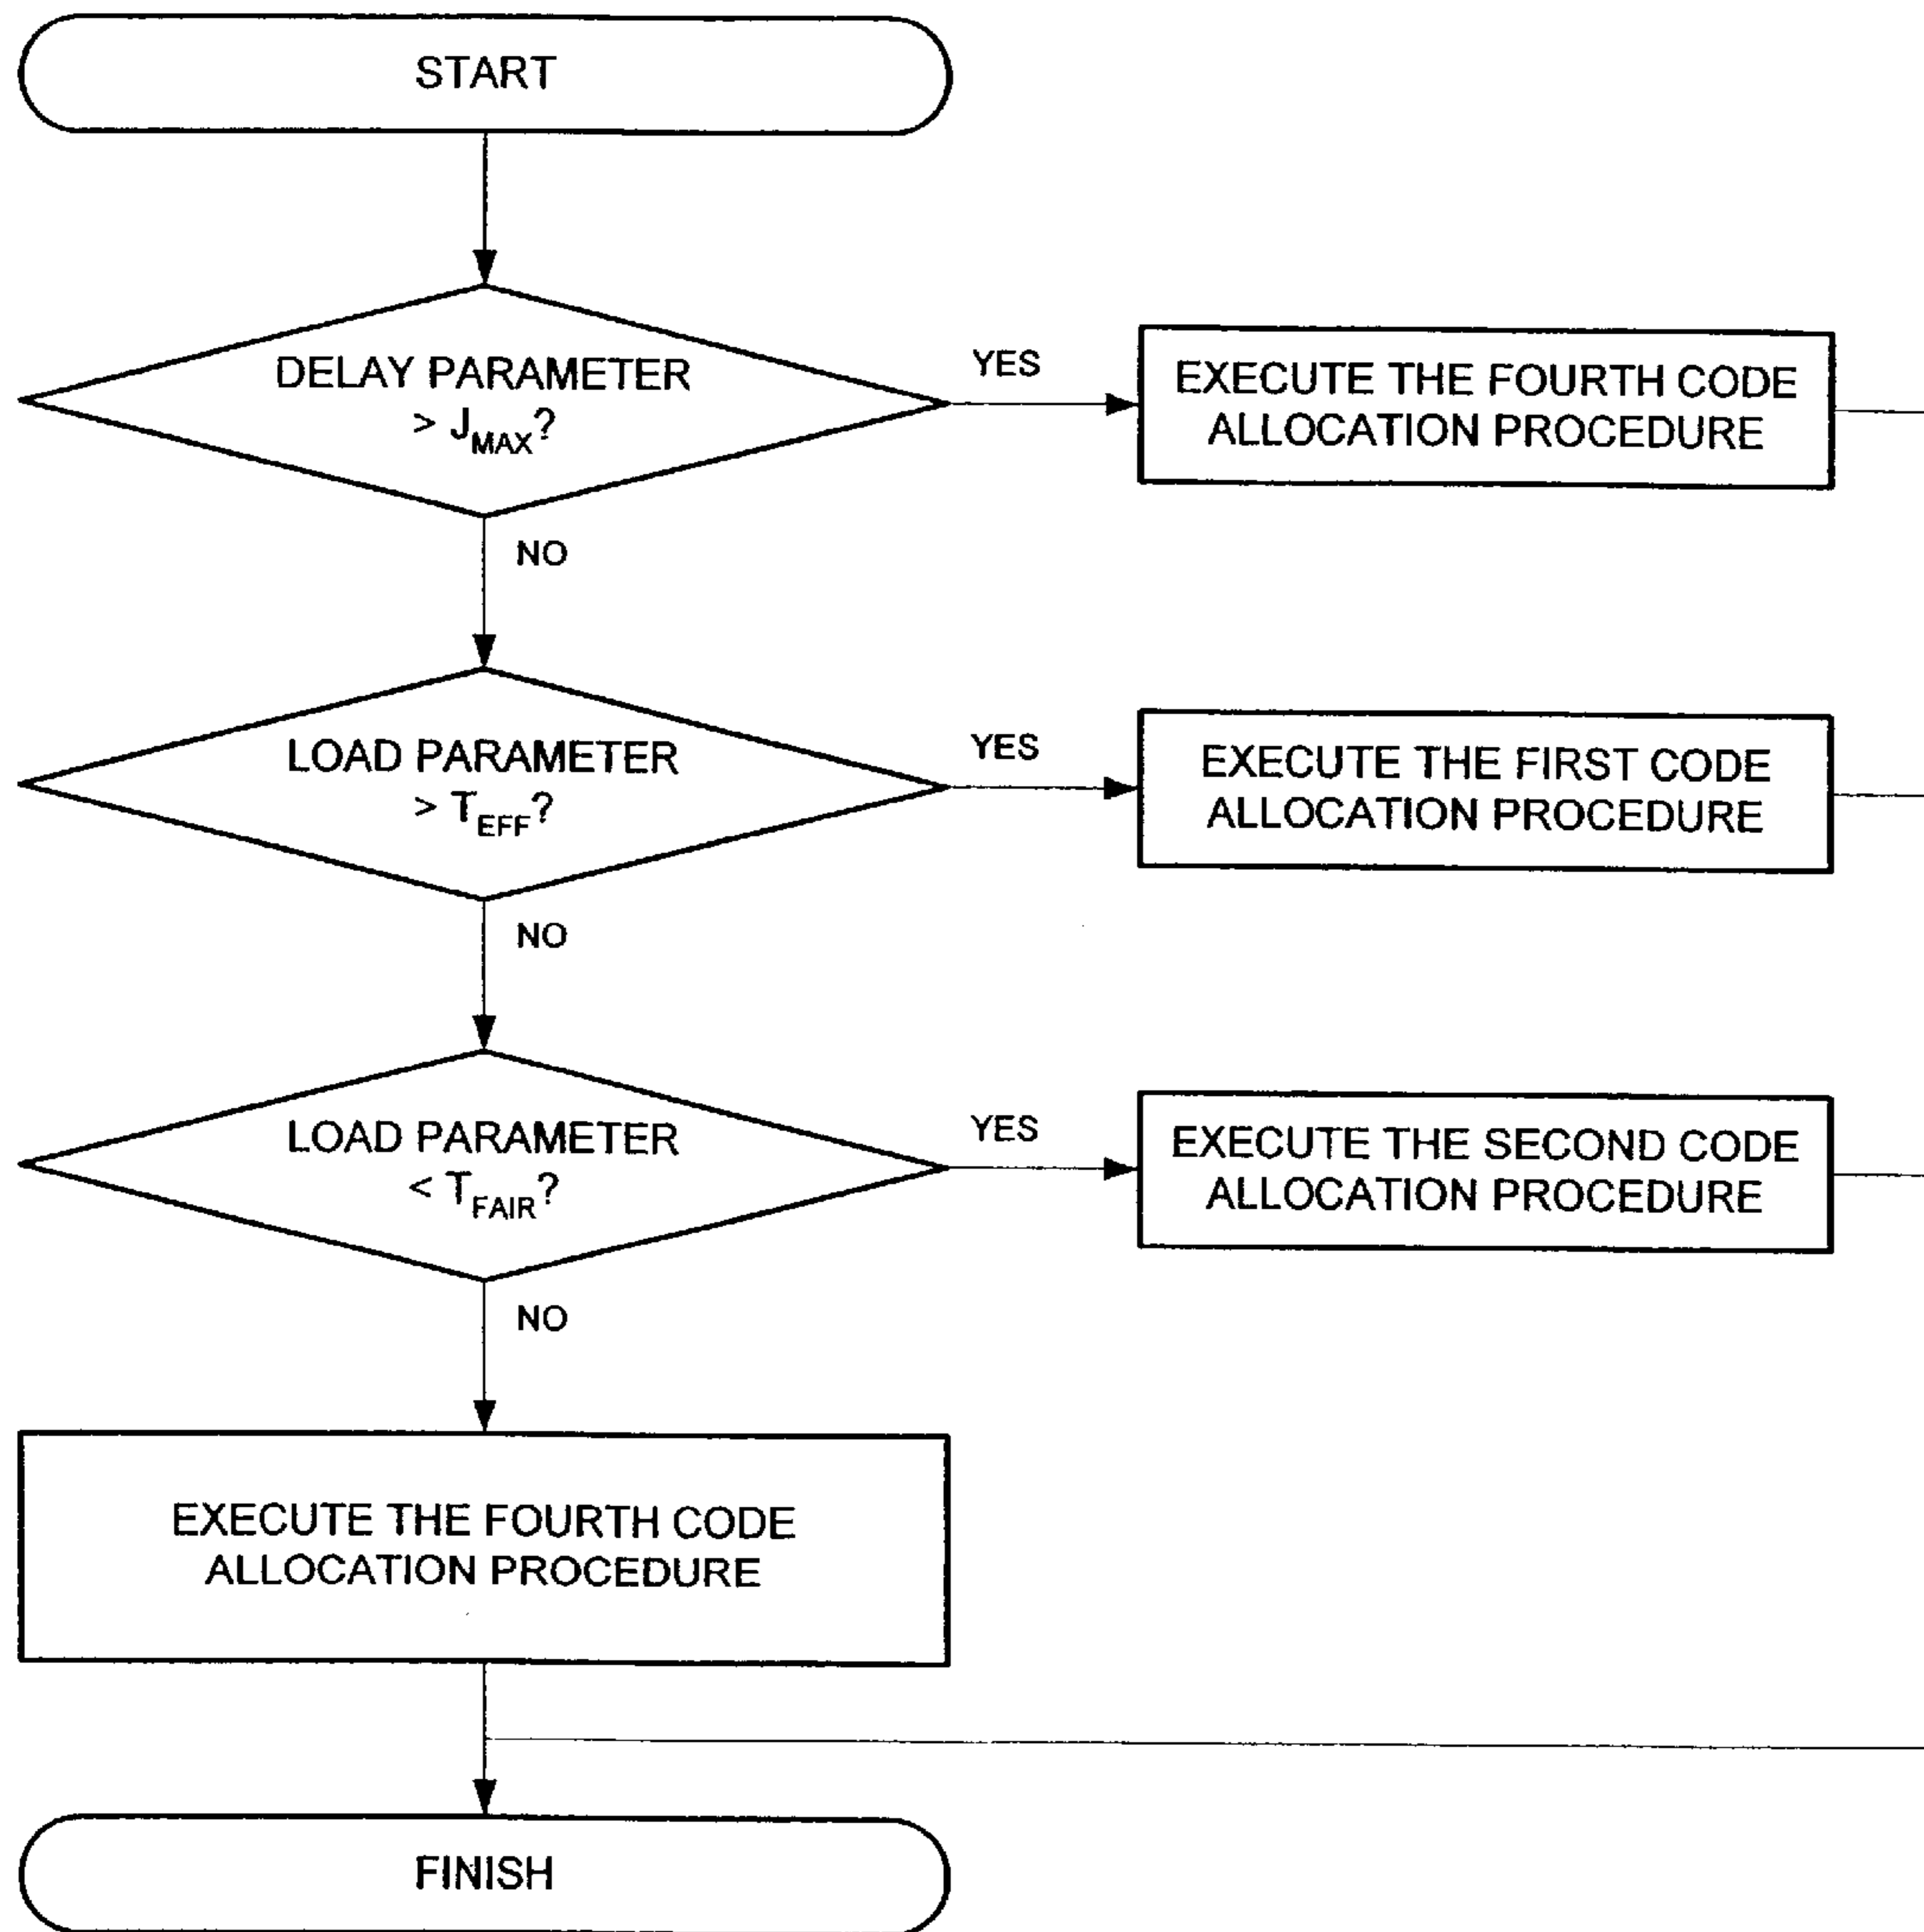 START
DELAY PARAMETER
> J_MAX?
YES
EXECUTE THE FOURTH CODE
ALLOCATION PROCEDURE
NO
LOAD PARAMETER
> T_EFF?
YES
EXECUTE THE FIRST CODE
ALLOCATION PROCEDURE
NO
LOAD PARAMETER
< T_FAIR?
YES
EXECUTE THE SECOND CODE
ALLOCATION PROCEDURE
NO
EXECUTE THE FOURTH CODE
ALLOCATION PROCEDURE
FINISH